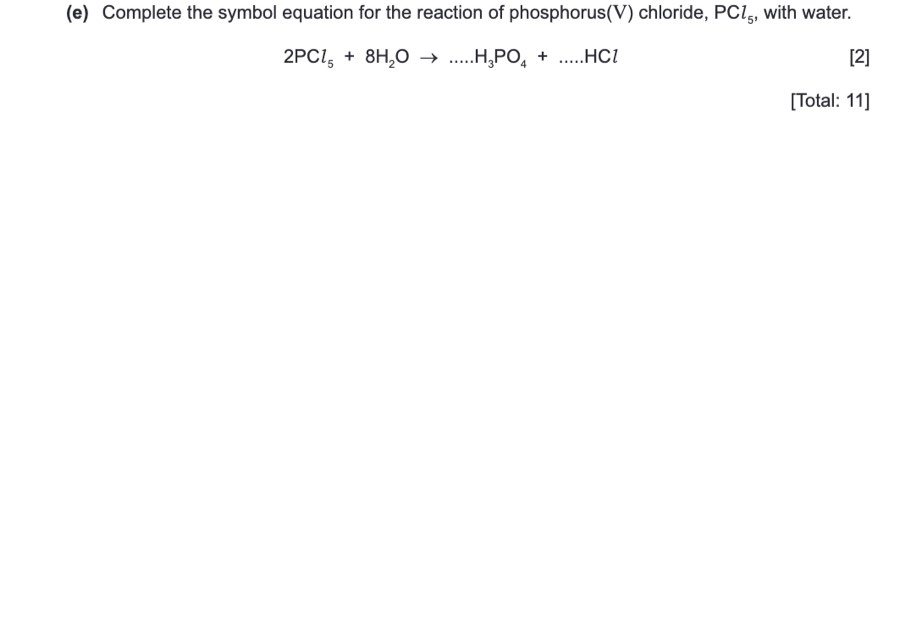 (e) Complete the symbol equation for the reaction of phosphorus(V) chloride, PCl₅, with water.
2PCl₅ + 8H₂O → .....H₃PO₄ + .....HCl [2]
[Total: 11]